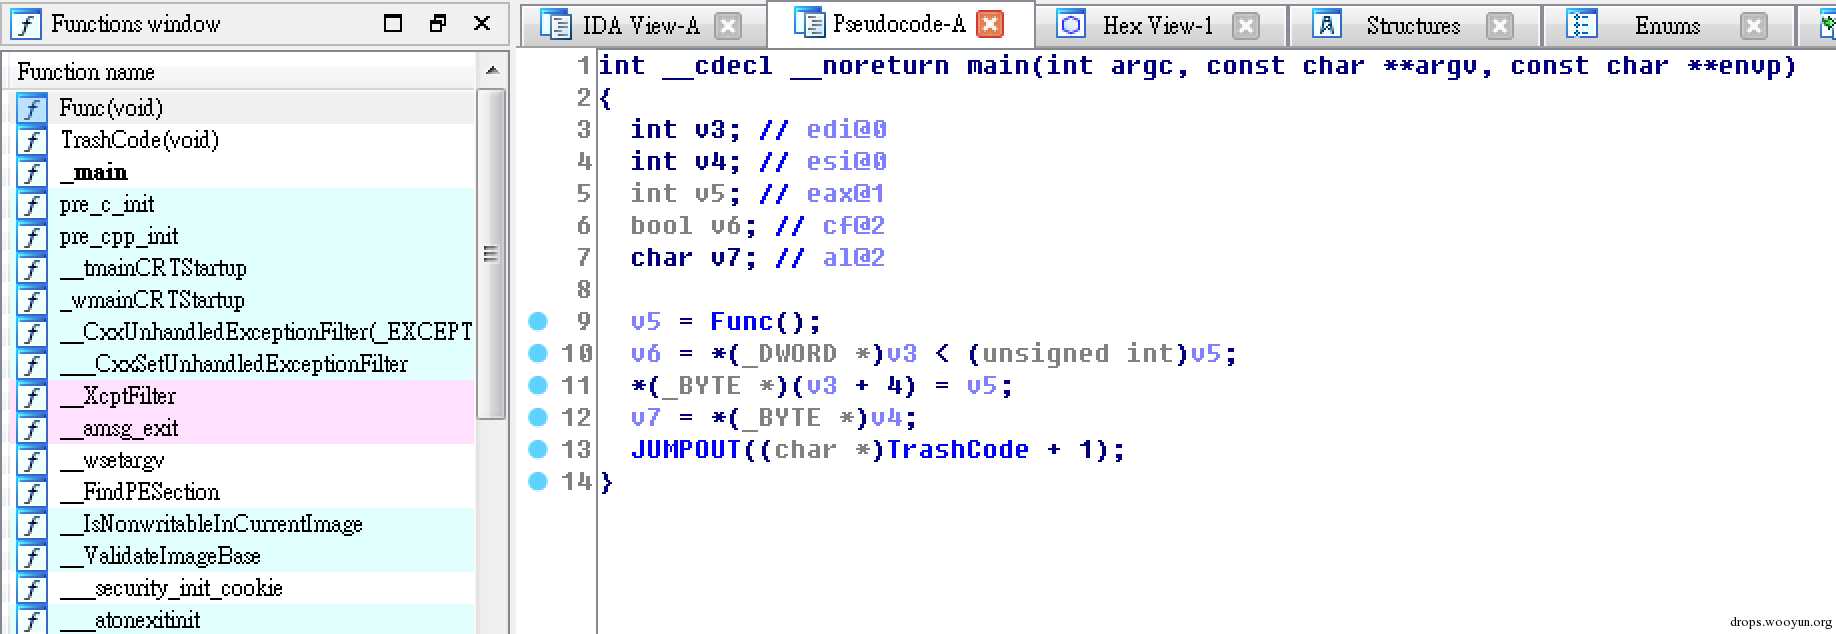 Functions window
Function name
Func(void)
TrashCode(void)
_main
pre_c_init
pre_cpp_init
__tmainCRTStartup
_wmainCRTStartup
__CxxUnhandledExceptionFilter(_EXCEPT
___CxxSetUnhandledExceptionFilter
__XcptFilter
__amsg_exit
__wsetargv
__FindPESection
__IsNonwritableInCurrentImage
__ValidateImageBase
___security_init_cookie
___atonexitinit
IDA View-A
Pseudocode-A
Hex View-1
Structures
Enums
1 int __cdecl __noreturn main(int argc, const char **argv, const char **envp)
2 {
3 int v3; // edi@0
4 int v4; // esi@0
5 int v5; // eax@1
6 bool v6; // cf@2
7 char v7; // al@2
8
9 v5 = Func();
10 v6 = *(_DWORD *)v3 < (unsigned int)v5;
11 *(_BYTE *)(v3 + 4) = v5;
12 v7 = *(_BYTE *)v4;
13 JUMPOUT((char *)TrashCode + 1);
14 }
drops.wooyun.org